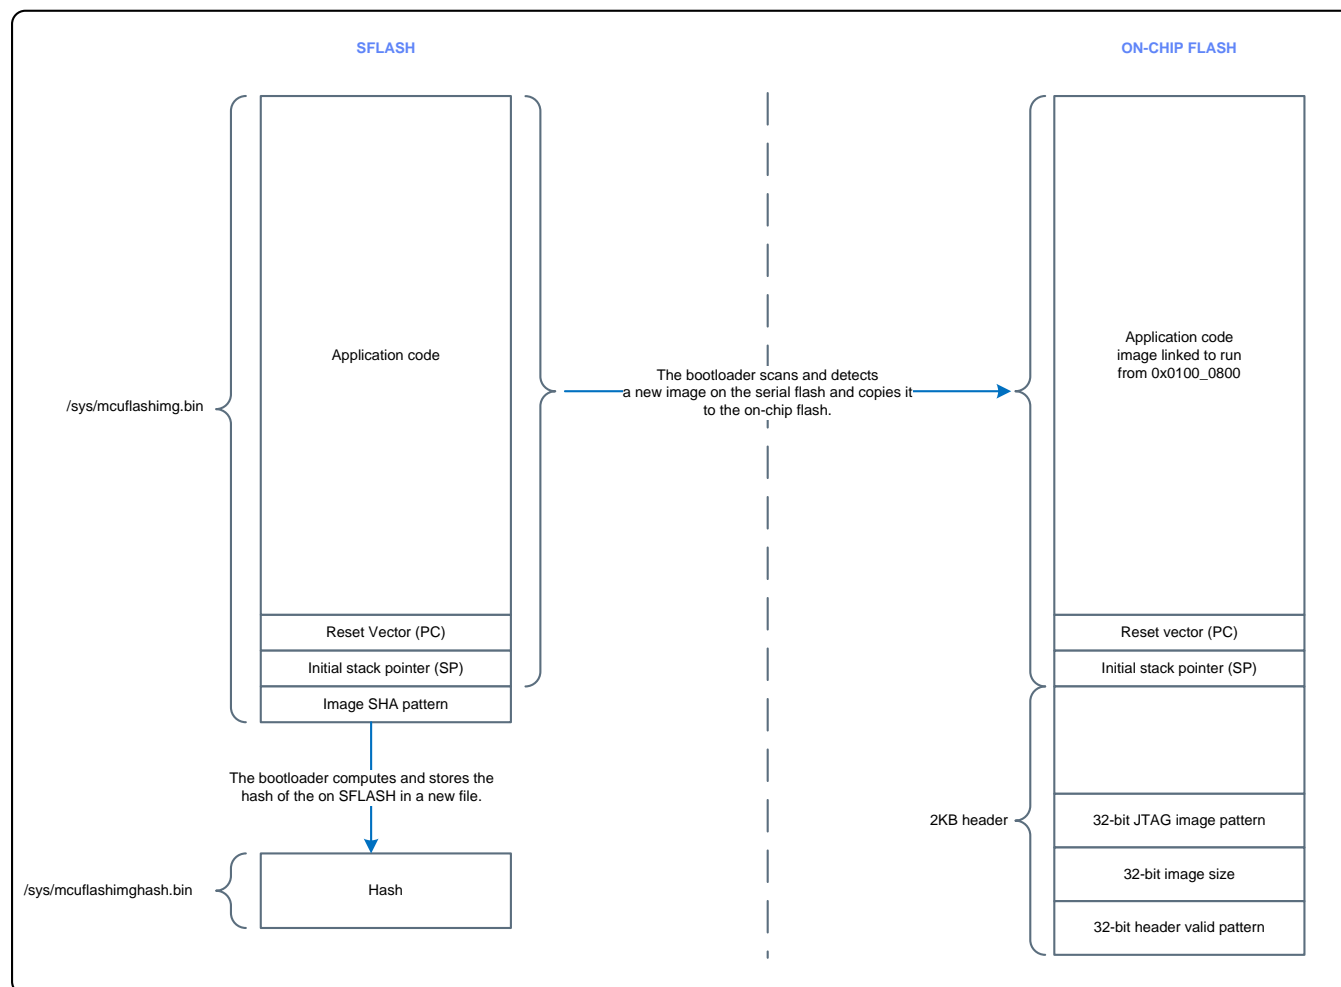 SFLASH
ON-CHIP FLASH
Application code
/sys/mcuflashimg.bin
The bootloader scans and detects
a new image on the serial flash and copies it
to the on-chip flash.
Application code
image linked to run
from 0x0100_0800
Reset Vector (PC)
Initial stack pointer (SP)
Image SHA pattern
The bootloader computes and stores the
hash of the on SFLASH in a new file.
/sys/mcuflashimghash.bin
Hash
Reset vector (PC)
Initial stack pointer (SP)
2KB header
32-bit JTAG image pattern
32-bit image size
32-bit header valid pattern